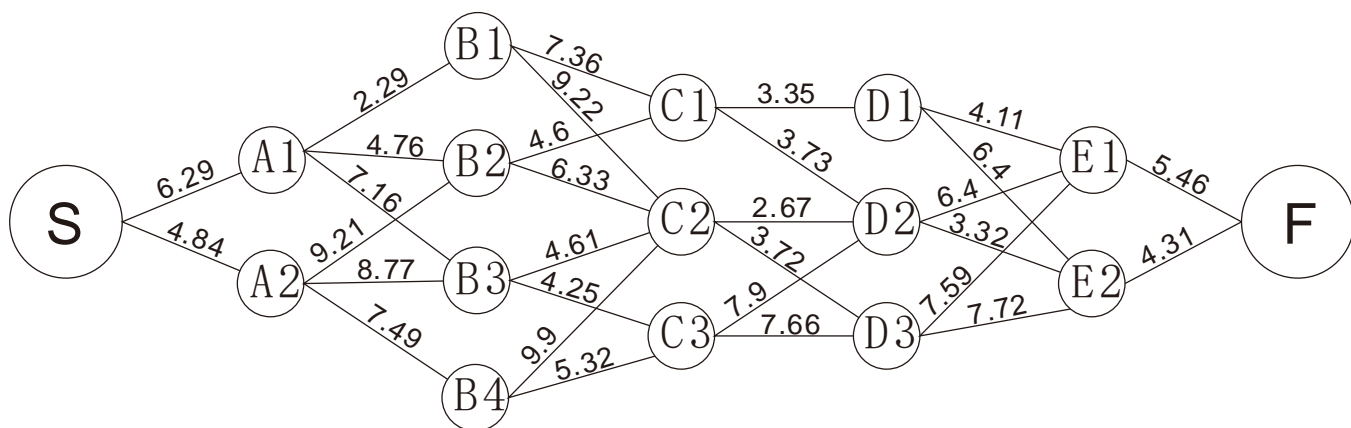 S
6.29
4.84
A1
A2
2.29
4.76
7.16
9.21
8.77
7.49
B1
B2
B3
B4
7.36
9.22
4.6
6.33
4.61
4.25
9.9
5.32
C1
C2
C3
3.35
3.73
2.67
3.72
7.9
7.66
D1
D2
D3
4.11
6.4
6.4
3.32
7.59
7.72
E1
E2
5.46
4.31
F